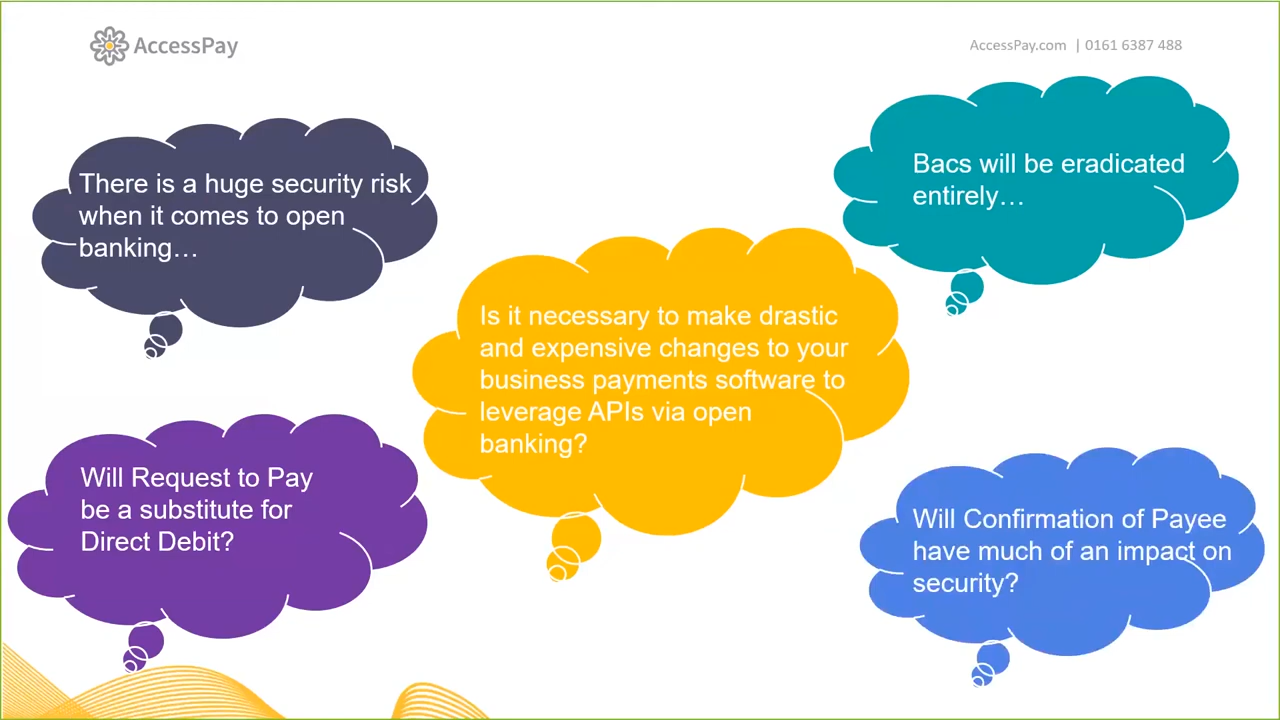 AccessPay
AccessPay.com | 0161 6387 488
There is a huge security risk
when it comes to open
banking…
Bacs will be eradicated
entirely…
Is it necessary to make drastic
and expensive changes to your
business payments software to
leverage APIs via open
banking?
Will Request to Pay
be a substitute for
Direct Debit?
Will Confirmation of Payee
have much of an impact on
security?